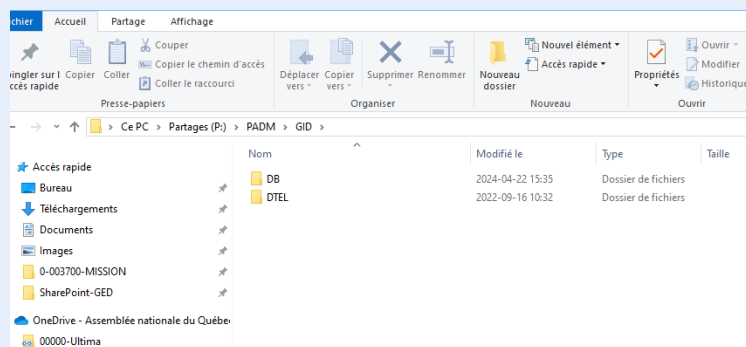 chier Accueil Partage Affichage
pingler sur l Copier Coller Couper Déplacer Copier Supprimer Renommer Nouveau Nouvel élément Propriétés Ouvrir
ccès rapide Copier le chemin d'accès vers vers dossier Accès rapide Modifier
Coller le raccourci Historique
Presse-papiers Organiser Nouveau Ouvrir
Ce PC > Partages (P:) > PADM > GID >
Nom Modifié le Type Taille
Accès rapide
DB 2024-04-22 15:35 Dossier de fichiers
Bureau
DTEL 2022-09-16 10:32 Dossier de fichiers
Téléchargements
Documents
Images
0-003700-MISSION
SharePoint-GED
OneDrive - Assemblée nationale du Québe
00000-Ultima